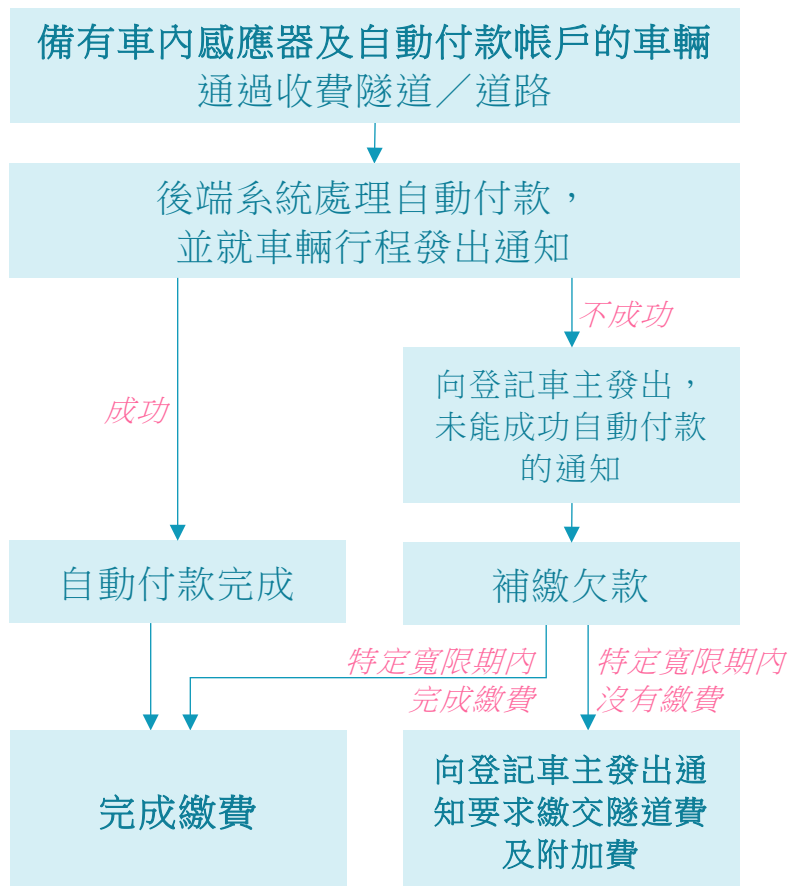 備有車內感應器及自動付款帳戶的車輛
通過收費隧道／道路
後端系統處理自動付款，
並就車輛行程發出通知
不成功
成功
向登記車主發出，
未能成功自動付款
的通知
自動付款完成
補繳欠款
特定寬限期內
完成繳費
特定寬限期內
沒有繳費
完成繳費
向登記車主發出通
知要求繳交隧道費
及附加費